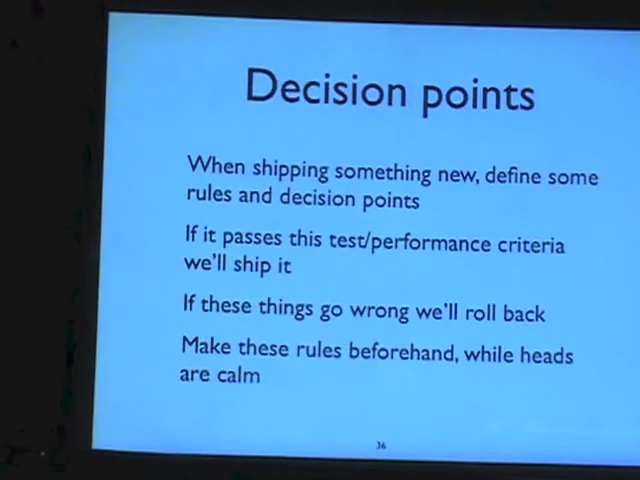 Decision points
When shipping something new, define some
rules and decision points
If it passes this test/performance criteria
we'll ship it
If these things go wrong we'll roll back
Make these rules beforehand, while heads
are calm
36